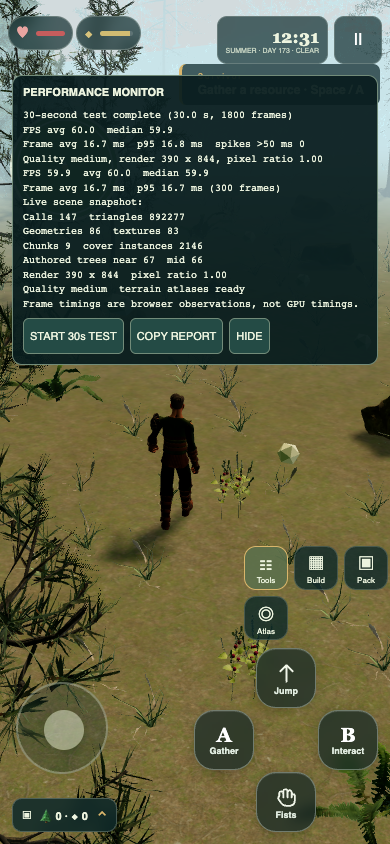 12:31
SUMMER · DAY 173 · CLEAR
Gather a resource · Space / A
PERFORMANCE MONITOR
30-second test complete (30.0 s, 1800 frames)
FPS avg 60.0 median 59.9
Frame avg 16.7 ms p95 16.8 ms spikes >50 ms 0
Quality medium, render 390 x 844, pixel ratio 1.00
FPS 59.9 avg 60.0 median 59.9
Frame avg 16.7 ms p95 16.7 ms (300 frames)
Live scene snapshot:
Calls 147 triangles 892277
Geometries 86 textures 83
Chunks 9 cover instances 2146
Authored trees near 67 mid 66
Render 390 x 844 pixel ratio 1.00
Quality medium terrain atlases ready
Frame timings are browser observations, not GPU timings.
START 30s TEST COPY REPORT HIDE
Tools Build Pack
Atlas
Jump
A B
Gather Interact
Fists
0 · ◆ 0